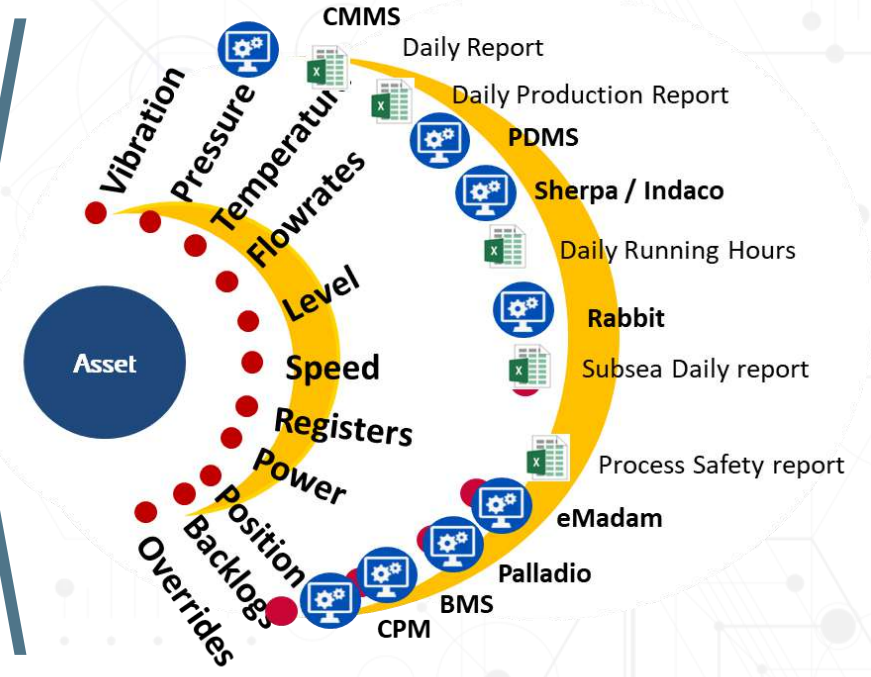 CMMS
Daily Report
Daily Production Report
PDMS
Sherpa / Indaco
Daily Running Hours
Rabbit
Subsea Daily report
Process Safety report
eMadam
Palladio
BMS
CPM
Vibration
Pressure
Temperature
Flowrates
Level
Speed
Registers
Power
Position
Backlogs
Overrides
Asset